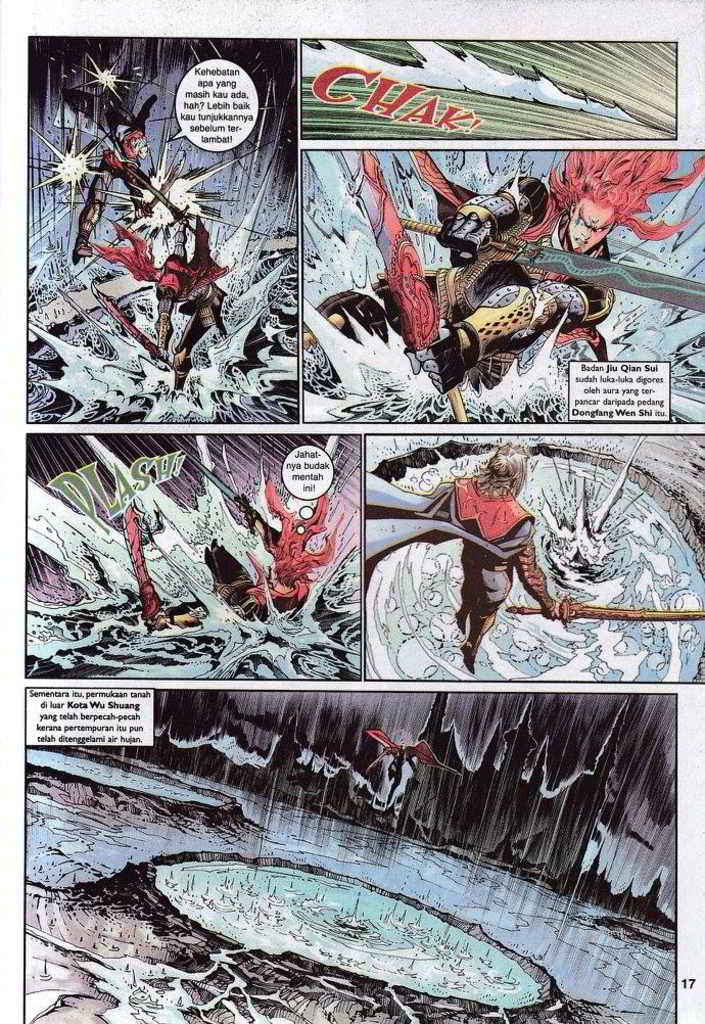 Kehebatan
apa yang
masih kau ada,
hah? Lebih baik
kau tunjukkannya
sebelum ter-
lambat!
CHAK!
Badan Jiu Qian Sui
sudah luka-luka digores
oleh aura yang ter-
pancar daripada pedang
Dongfang Wen Shi itu.
DLASH!
Jahat-
nya budak
mentah
ini!
Sementara itu, permukaan tanah
di luar Kota Wu Shuang
yang telah berpecah-pecah
kerana pertempuran itu pun
telah ditenggelami air hujan.
17